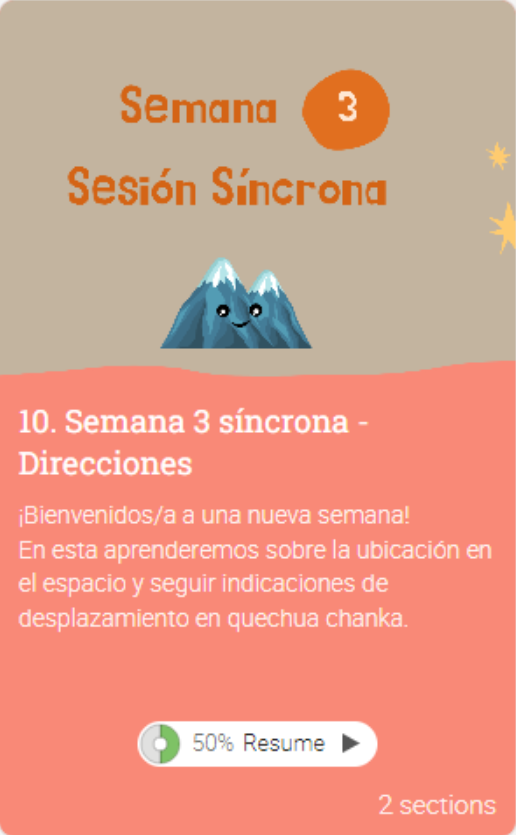 Semana 3
Sesión Síncrona
10. Semana 3 síncrona -
Direcciones
¡Bienvenidos/a a una nueva semana!
En esta aprenderemos sobre la ubicación en
el espacio y seguir indicaciones de
desplazamiento en quechua chanka.
50% Resume
2 sections